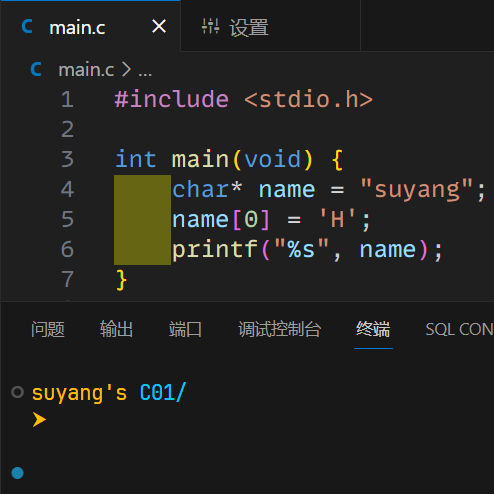 C main.c × 设置
C main.c > ...
1 #include <stdio.h>
2
3 int main(void) {
4 char* name = "suyang";
5 name[0] = 'H';
6 printf("%s", name);
7 }
问题 输出 端口 调试控制台 终端 SQL CON
suyang's C01/